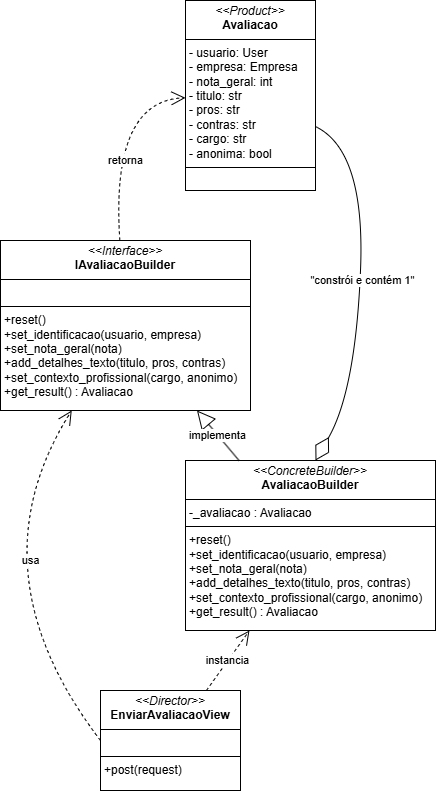 <<Product>>
Avaliacao
- usuario: User
- empresa: Empresa
- nota_geral: int
- titulo: str
- pros: str
- contras: str
- cargo: str
- anonima: bool
retorna
<<Interface>>
IAvaliacaoBuilder
+reset()
+set_identificacao(usuario, empresa)
+set_nota_geral(nota)
+add_detalhes_texto(titulo, pros, contras)
+set_contexto_profissional(cargo, anonimo)
+get_result() : Avaliacao
"constrói e contém 1"
implementa
<<ConcreteBuilder>>
AvaliacaoBuilder
-_avaliacao : Avaliacao
+reset()
+set_identificacao(usuario, empresa)
+set_nota_geral(nota)
+add_detalhes_texto(titulo, pros, contras)
+set_contexto_profissional(cargo, anonimo)
+get_result() : Avaliacao
usa
instancia
<<Director>>
EnviarAvaliacaoView
+post(request)